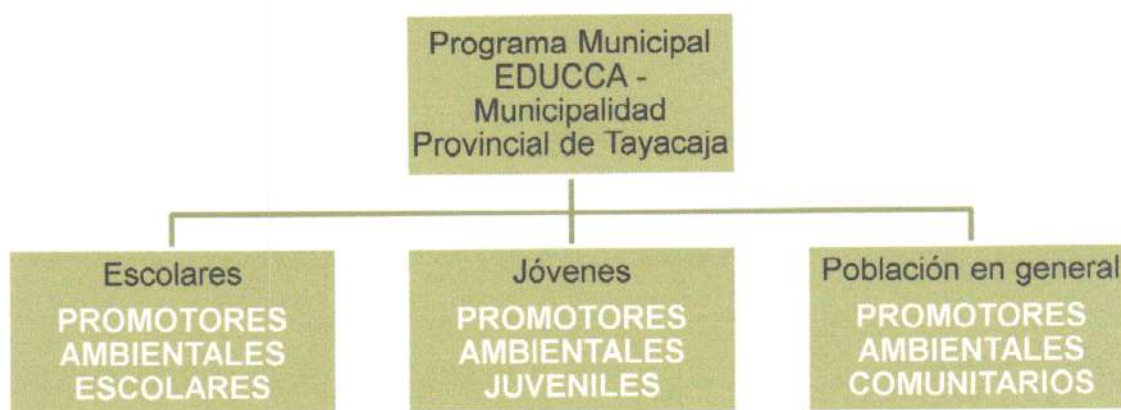 Programa Municipal
EDUCCA -
Municipalidad
Provincial de Tayacaja
Escolares
PROMOTORES
AMBIENTALES
ESCOLARES
Jóvenes
PROMOTORES
AMBIENTALES
JUVENILES
Población en general
PROMOTORES
AMBIENTALES
COMUNITARIOS